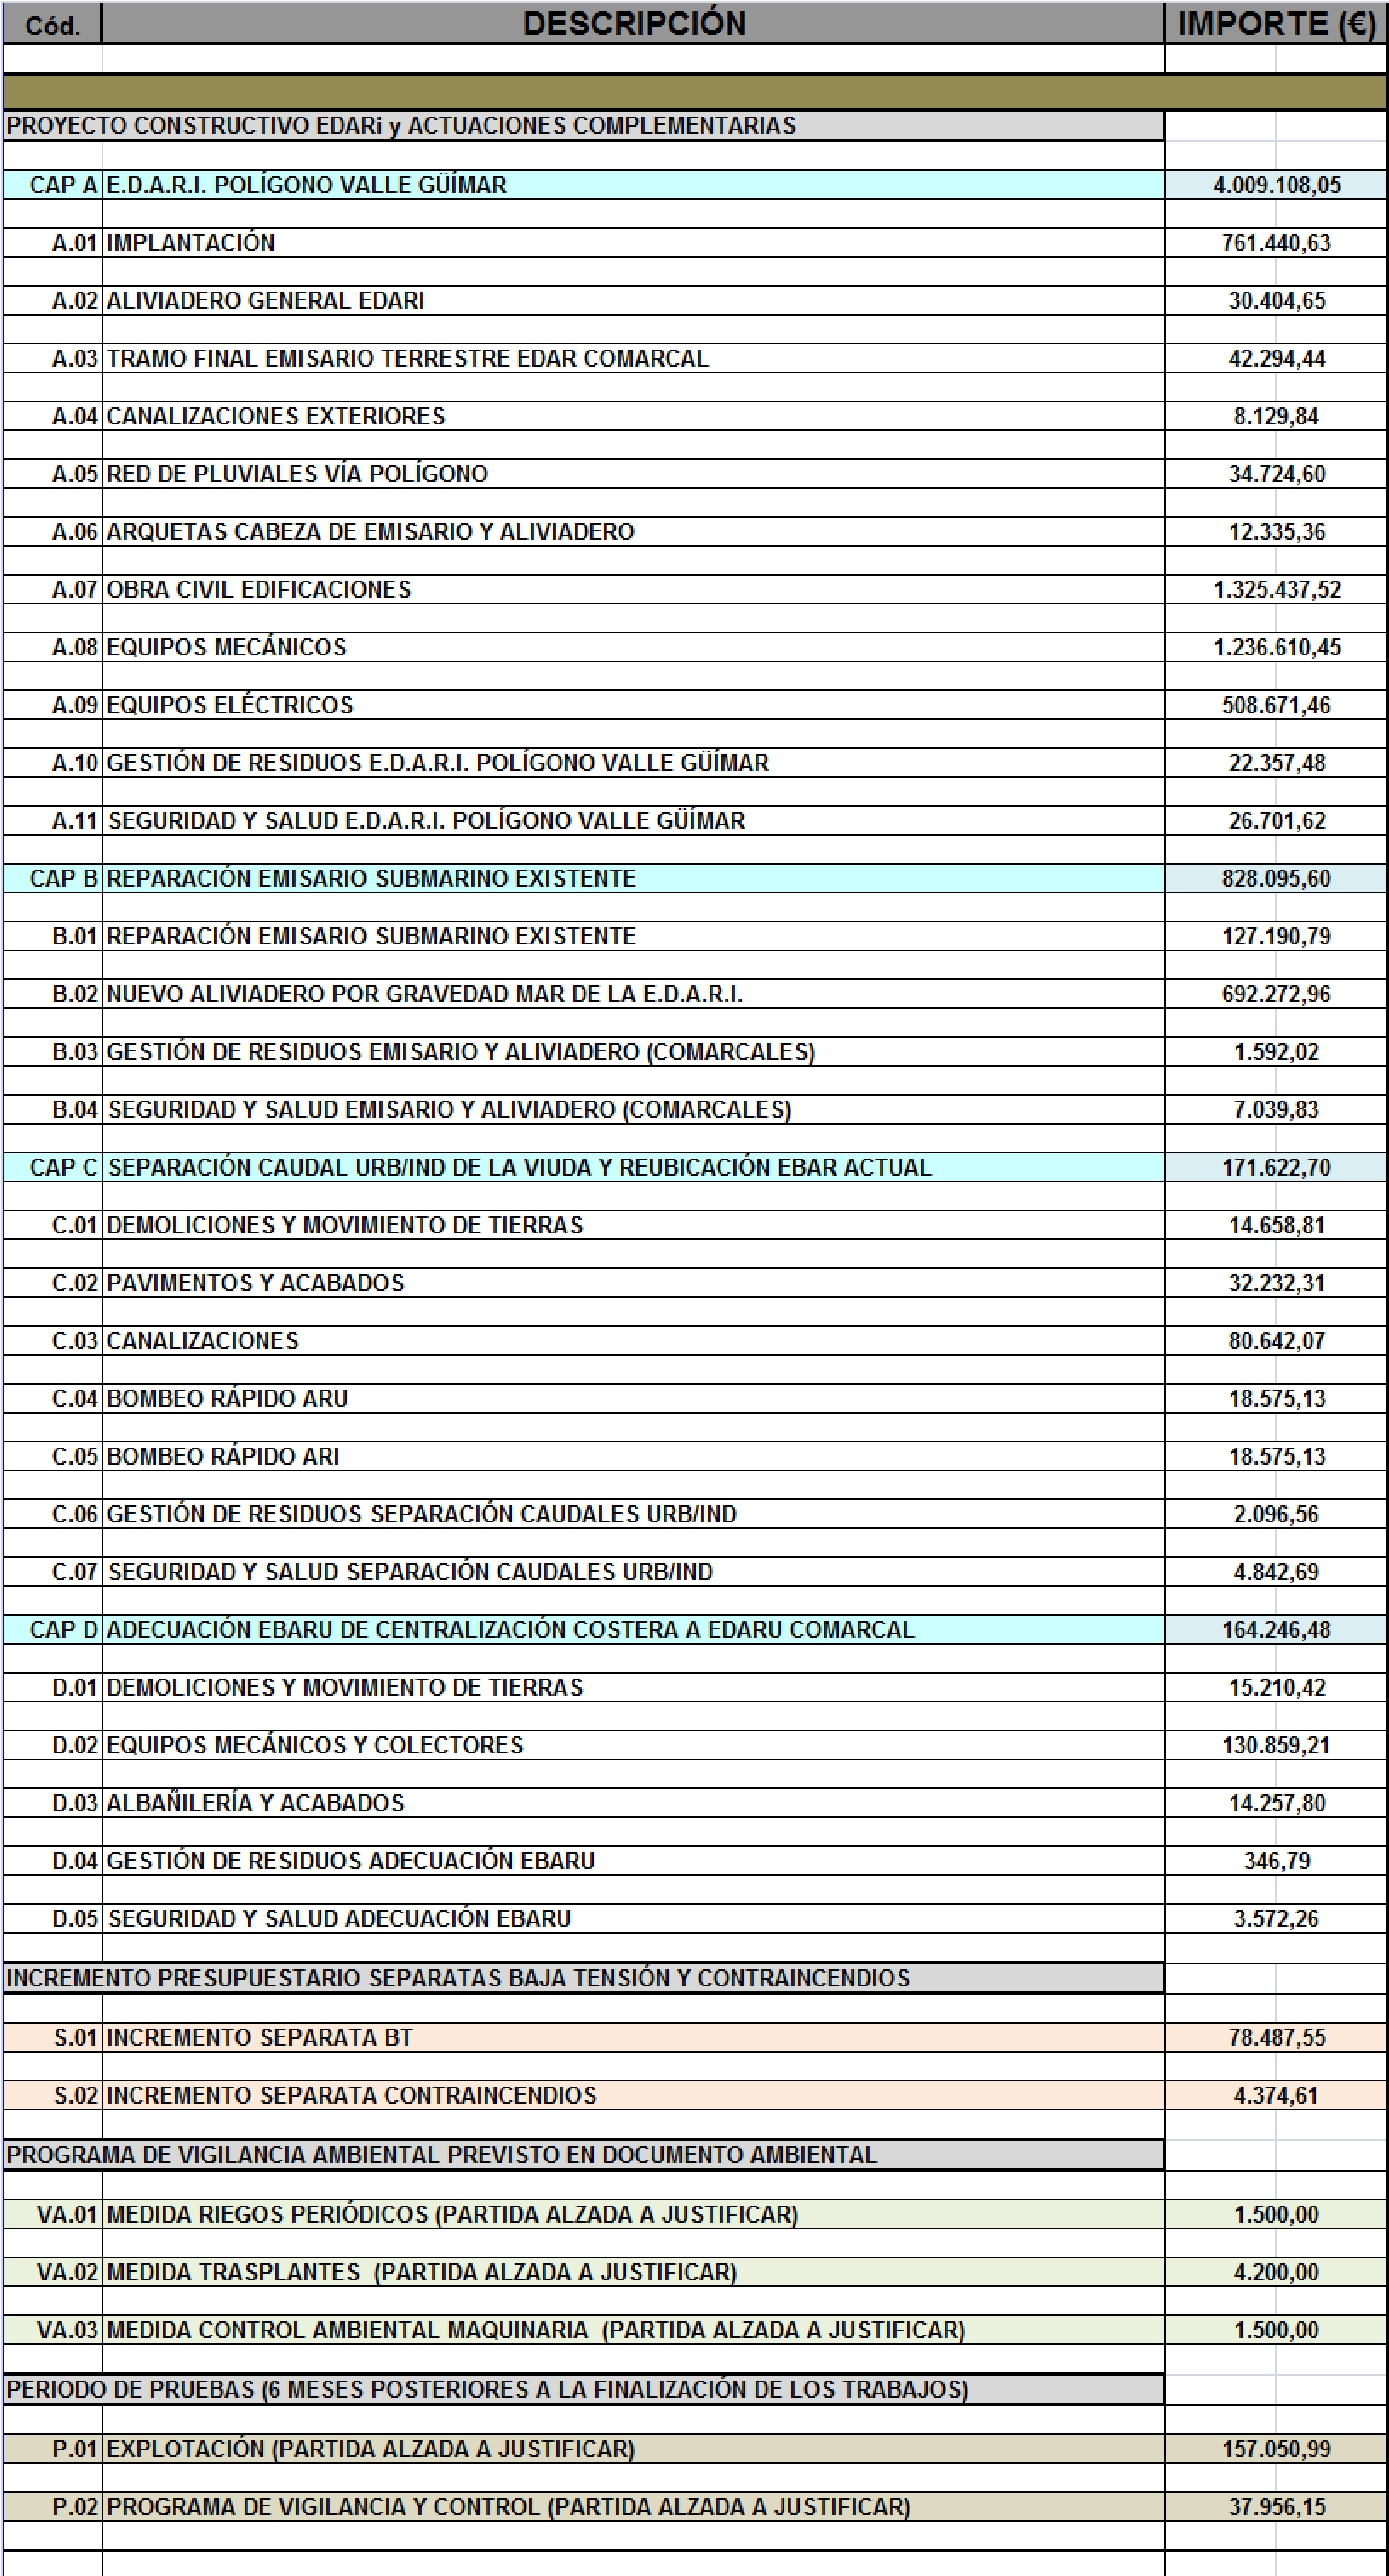 Cód. DESCRIPCIÓN IMPORTE (€)
PROYECTO CONSTRUCTIVO EDARi y ACTUACIONES COMPLEMENTARIAS
CAP A E.D.A.R.I. POLÍGONO VALLE GÜÍMAR 4.009.108,05
A.01 IMPLANTACIÓN 761.440,63
A.02 ALIVIADERO GENERAL EDARI 30.404,65
A.03 TRAMO FINAL EMISARIO TERRESTRE EDAR COMARCAL 42.294,44
A.04 CANALIZACIONES EXTERIORES 8.129,84
A.05 RED DE PLUVIALES VÍA POLÍGONO 34.724,60
A.06 ARQUETAS CABEZA DE EMISARIO Y ALIVIADERO 12.335,36
A.07 OBRA CIVIL EDIFICACIONES 1.325.437,52
A.08 EQUIPOS MECÁNICOS 1.236.610,45
A.09 EQUIPOS ELÉCTRICOS 508.671,46
A.10 GESTIÓN DE RESIDUOS E.D.A.R.I. POLÍGONO VALLE GÜÍMAR 22.357,48
A.11 SEGURIDAD Y SALUD E.D.A.R.I. POLÍGONO VALLE GÜÍMAR 26.701,62
CAP B REPARACIÓN EMISARIO SUBMARINO EXISTENTE 828.095,60
B.01 REPARACIÓN EMISARIO SUBMARINO EXISTENTE 127.190,79
B.02 NUEVO ALIVIADERO POR GRAVEDAD MAR DE LA E.D.A.R.I. 692.272,96
B.03 GESTIÓN DE RESIDUOS EMISARIO Y ALIVIADERO (COMARCALES) 1.592,02
B.04 SEGURIDAD Y SALUD EMISARIO Y ALIVIADERO (COMARCALES) 7.039,83
CAP C SEPARACIÓN CAUDAL URB/IND DE LA VIUDA Y REUBICACIÓN EBAR ACTUAL 171.622,70
C.01 DEMOLICIONES Y MOVIMIENTO DE TIERRAS 14.658,81
C.02 PAVIMENTOS Y ACABADOS 32.232,31
C.03 CANALIZACIONES 80.642,07
C.04 BOMBEO RÁPIDO ARU 18.575,13
C.05 BOMBEO RÁPIDO ARI 18.575,13
C.06 GESTIÓN DE RESIDUOS SEPARACIÓN CAUDALES URB/IND 2.096,56
C.07 SEGURIDAD Y SALUD SEPARACIÓN CAUDALES URB/IND 4.842,69
CAP D ADECUACIÓN EBARU DE CENTRALIZACIÓN COSTERA A EDARU COMARCAL 164.246,48
D.01 DEMOLICIONES Y MOVIMIENTO DE TIERRAS 15.210,42
D.02 EQUIPOS MECÁNICOS Y COLECTORES 130.859,21
D.03 ALBAÑILERÍA Y ACABADOS 14.257,80
D.04 GESTIÓN DE RESIDUOS ADECUACIÓN EBARU 346,79
D.05 SEGURIDAD Y SALUD ADECUACIÓN EBARU 3.572,26
INCREMENTO PRESUPUESTARIO SEPARATAS BAJA TENSIÓN Y CONTRAINCENDIOS
S.01 INCREMENTO SEPARATA BT 78.487,55
S.02 INCREMENTO SEPARATA CONTRAINCENDIOS 4.374,61
PROGRAMA DE VIGILANCIA AMBIENTAL PREVISTO EN DOCUMENTO AMBIENTAL
VA.01 MEDIDA RIEGOS PERIÓDICOS (PARTIDA ALZADA A JUSTIFICAR) 1.500,00
VA.02 MEDIDA TRASPLANTES (PARTIDA ALZADA A JUSTIFICAR) 4.200,00
VA.03 MEDIDA CONTROL AMBIENTAL MAQUINARIA (PARTIDA ALZADA A JUSTIFICAR) 1.500,00
PERIODO DE PRUEBAS (6 MESES POSTERIORES A LA FINALIZACIÓN DE LOS TRABAJOS)
P.01 EXPLOTACIÓN (PARTIDA ALZADA A JUSTIFICAR) 157.050,99
P.02 PROGRAMA DE VIGILANCIA Y CONTROL (PARTIDA ALZADA A JUSTIFICAR) 37.956,15